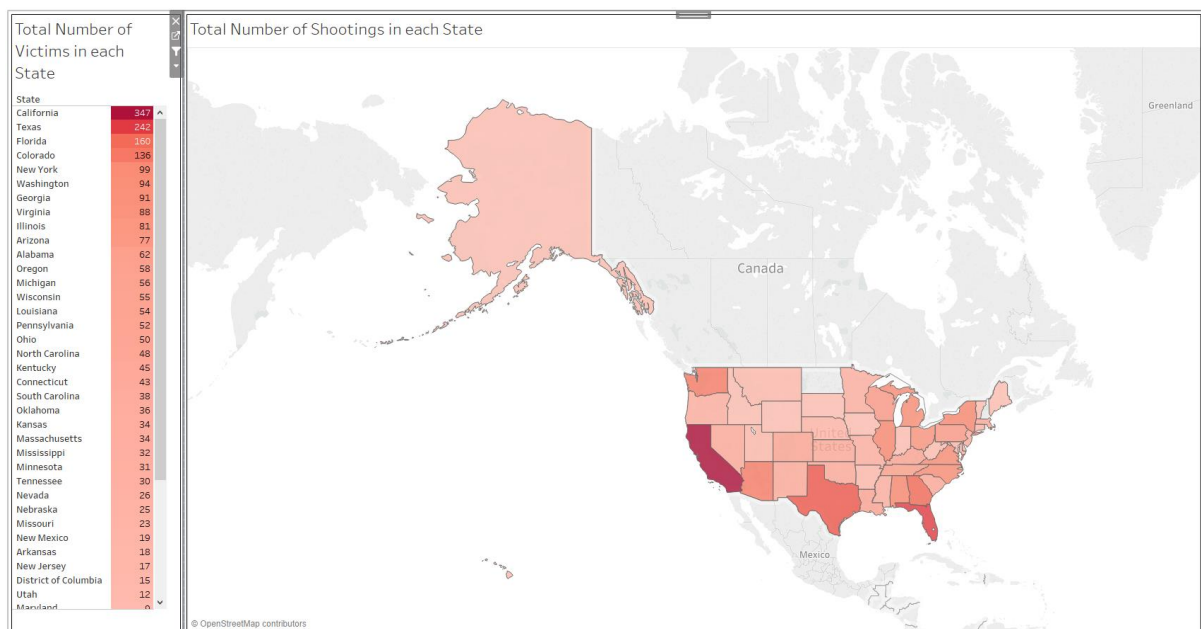 Total Number of
Victims in each
State
State
California 347
Texas 242
Florida 160
Colorado 136
New York 99
Washington 94
Georgia 91
Virginia 88
Illinois 81
Arizona 77
Alabama 62
Oregon 58
Michigan 56
Wisconsin 55
Louisiana 54
Pennsylvania 52
Ohio 50
North Carolina 48
Kentucky 45
Connecticut 43
South Carolina 38
Oklahoma 36
Kansas 34
Massachusetts 34
Mississippi 32
Minnesota 31
Tennessee 30
Nevada 26
Nebraska 25
Missouri 23
New Mexico 19
Arkansas 18
New Jersey 17
District of Columbia 15
Utah 12
Maryland 9
Total Number of Shootings in each State
Greenland
Canada
United
States
Mexico
© OpenStreetMap contributors